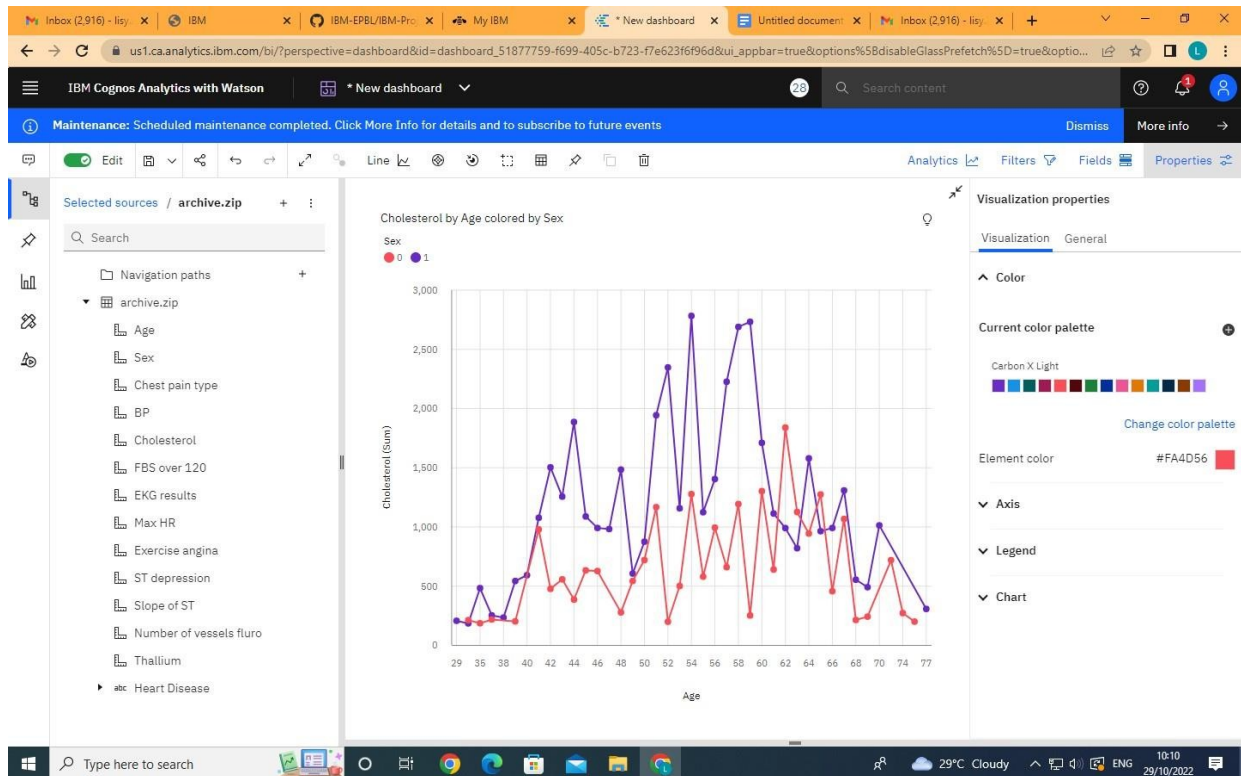 Inbox (2,916) - lisy. IBM IBM-EPBL/IBM-Pro My IBM * New dashboard Untitled document Inbox (2,916) - lisy.
us1.ca.analytics.ibm.com/bi/?perspective=dashboard&id=dashboard_51877759-f699-405c-b723-f7e623f6f96d&ui_appbar=true&options%5BdisableGlassPrefetch%5D=true&optio... L
IBM Cognos Analytics with Watson * New dashboard 28 Search content 1
Maintenance: Scheduled maintenance completed. Click More Info for details and to subscribe to future events Dismiss More info
Edit Line Analytics Filters Fields Properties
Selected sources / archive.zip
Search
Navigation paths
archive.zip
Age
Sex
Chest pain type
BP
Cholesterol
FBS over 120
EKG results
Max HR
Exercise angina
ST depression
Slope of ST
Number of vessels fluro
Thallium
abc Heart Disease
Cholesterol by Age colored by Sex
Sex
0 1
3,000
2,500
2,000
1,500
1,000
500
0
Cholesterol (Sum)
29 35 38 40 42 44 46 48 50 52 54 56 58 60 62 64 66 68 70 74 77
Age
Visualization properties
Visualization General
Color
Current color palette
Carbon X Light
Change color palette
Element color #FA4D56
Axis
Legend
Chart
Type here to search 29°C Cloudy ENG 10:10
29/10/2022